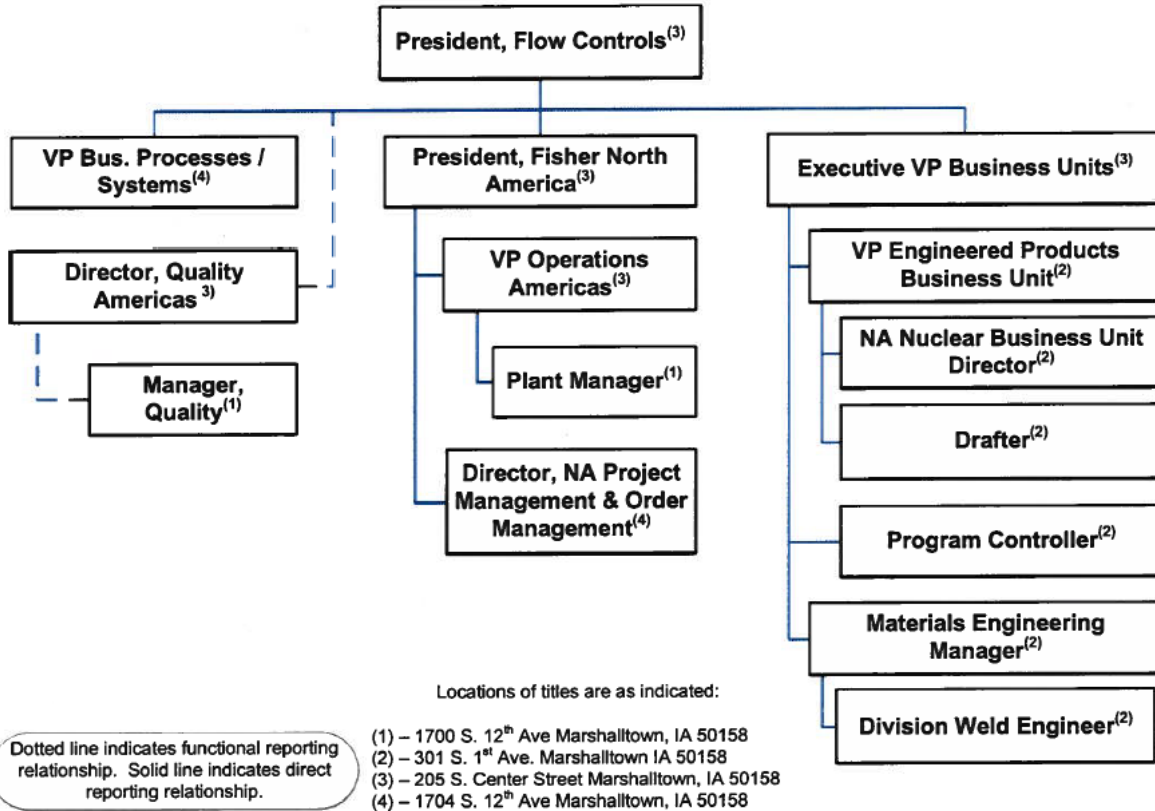 President, Flow Controls(3)
VP Bus. Processes /
Systems(4)
President, Fisher North
America(3)
Executive VP Business Units(3)
Director, Quality
Americas 3)
Manager,
Quality(1)
VP Operations
Americas(3)
Plant Manager(1)
Director, NA Project
Management & Order
Management(4)
VP Engineered Products
Business Unit(2)
NA Nuclear Business Unit
Director(2)
Drafter(2)
Program Controller(2)
Materials Engineering
Manager(2)
Division Weld Engineer(2)
Dotted line indicates functional reporting
relationship. Solid line indicates direct
reporting relationship.
Locations of titles are as indicated:
(1) – 1700 S. 12th Ave Marshalltown, IA 50158
(2) – 301 S. 1st Ave. Marshalltown IA 50158
(3) – 205 S. Center Street Marshalltown, IA 50158
(4) – 1704 S. 12th Ave Marshalltown, IA 50158